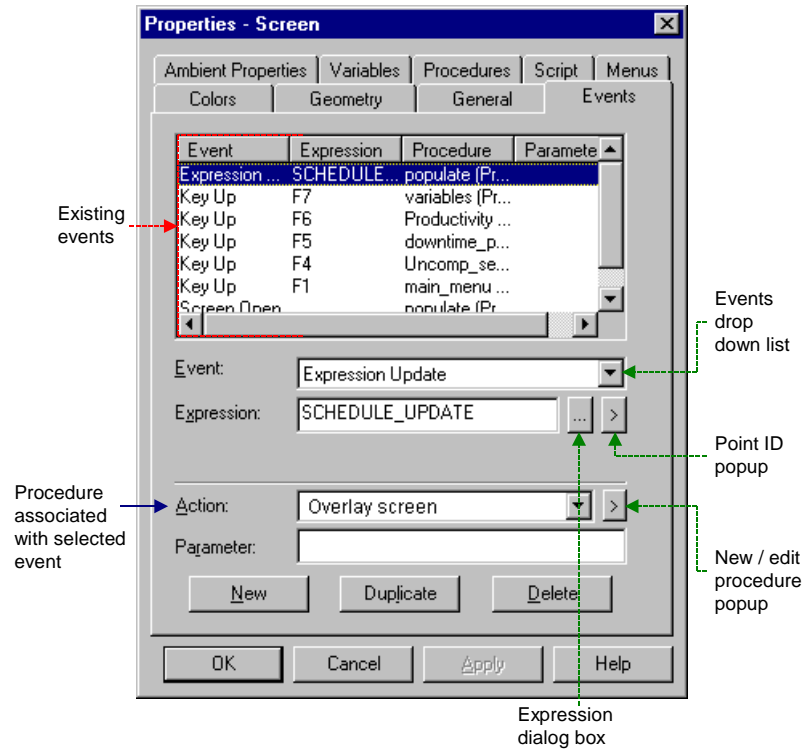 Properties - Screen
Ambient Properties Variables Procedures Script Menus
Colors Geometry General Events
Event Expression Procedure Paramete
Expression ... SCHEDULE... populate (Pr...
Key Up F7 variables (Pr...
Key Up F6 Productivity ...
Key Up F5 downtime_p...
Key Up F4 Uncomp_se...
Key Up F1 main_menu ...
Screen Open populate (Pr
Existing
events
Events
drop
down list
Event: Expression Update
Expression: SCHEDULE_UPDATE ... >
Point ID
popup
Procedure
associated
with selected
event
Action: Overlay screen >
Parameter:
New / edit
procedure
popup
New Duplicate Delete
OK Cancel Apply Help
Expression
dialog box